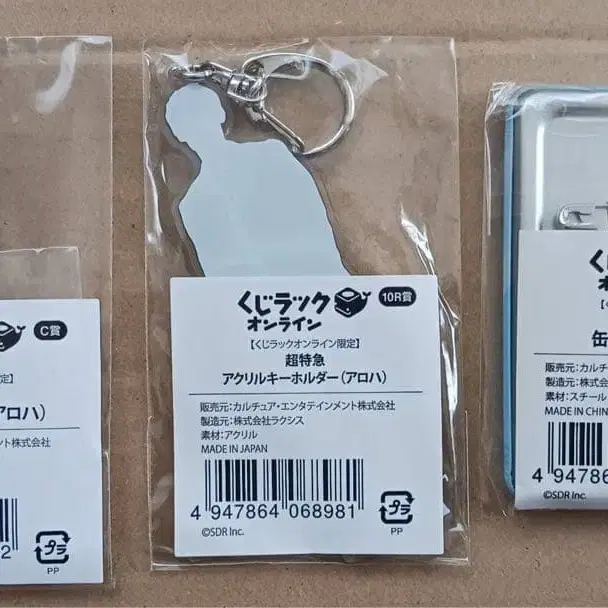 C賞
定】
アロハ）
ント株式会社
2
プラ
PP
くじラック
オンライン
10R賞
【くじラックオンライン限定】
超特急
アクリルキーホルダー（アロハ）
販売元：カルチュア・エンタテインメント株式会社
製造元：株式会社ラクシス
素材：アクリル
MADE IN JAPAN
4 947864 068981
©SDR Inc.
プラ
PP
く
オ
【く
缶
販売元：カルチ
製造元：株式会
素材：スチール
MADE IN CHIN
4 94786
©SDR Inc.